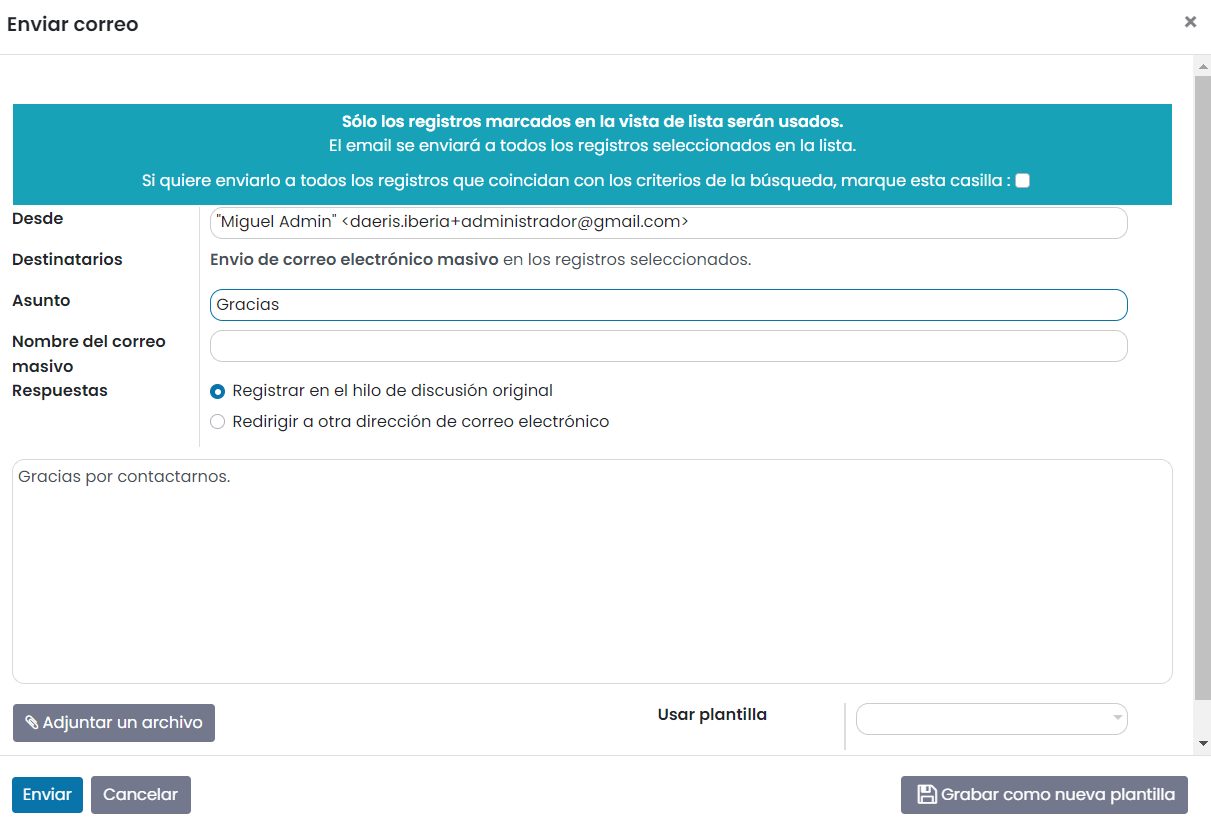 Enviar correo
Sólo los registros marcados en la vista de lista serán usados.
El email se enviará a todos los registros seleccionados en la lista.
Si quiere enviarlo a todos los registros que coincidan con los criterios de la búsqueda, marque esta casilla :
Desde
"Miguel Admin" <daeris.iberia+administrador@gmail.com>
Destinatarios
Envio de correo electrónico masivo en los registros seleccionados.
Asunto
Gracias
Nombre del correo
masivo
Respuestas
Registrar en el hilo de discusión original
Redirigir a otra dirección de correo electrónico
Gracias por contactarnos.
Adjuntar un archivo
Usar plantilla
Enviar
Cancelar
Grabar como nueva plantilla